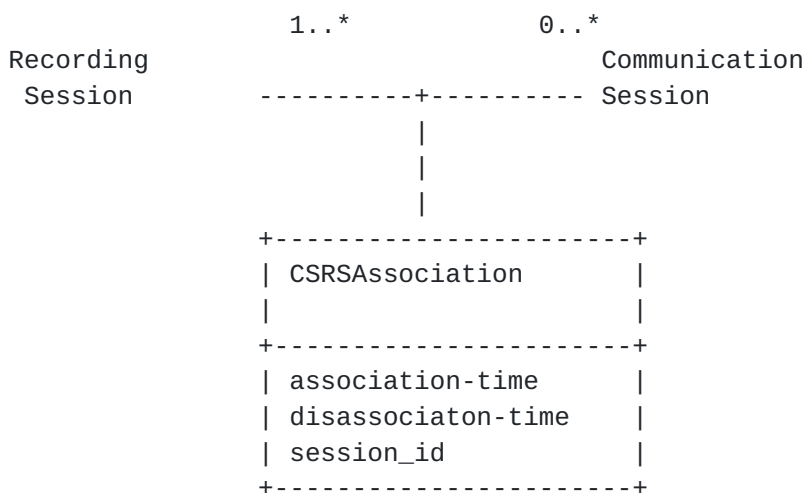 1..* 0..*
Recording Communication
Session ----------+---------- Session
|
|
|
+-----------------------+
| CSRSAssociation |
| |
+-----------------------+
| association-time |
| disassociaton-time |
| session_id |
+-----------------------+